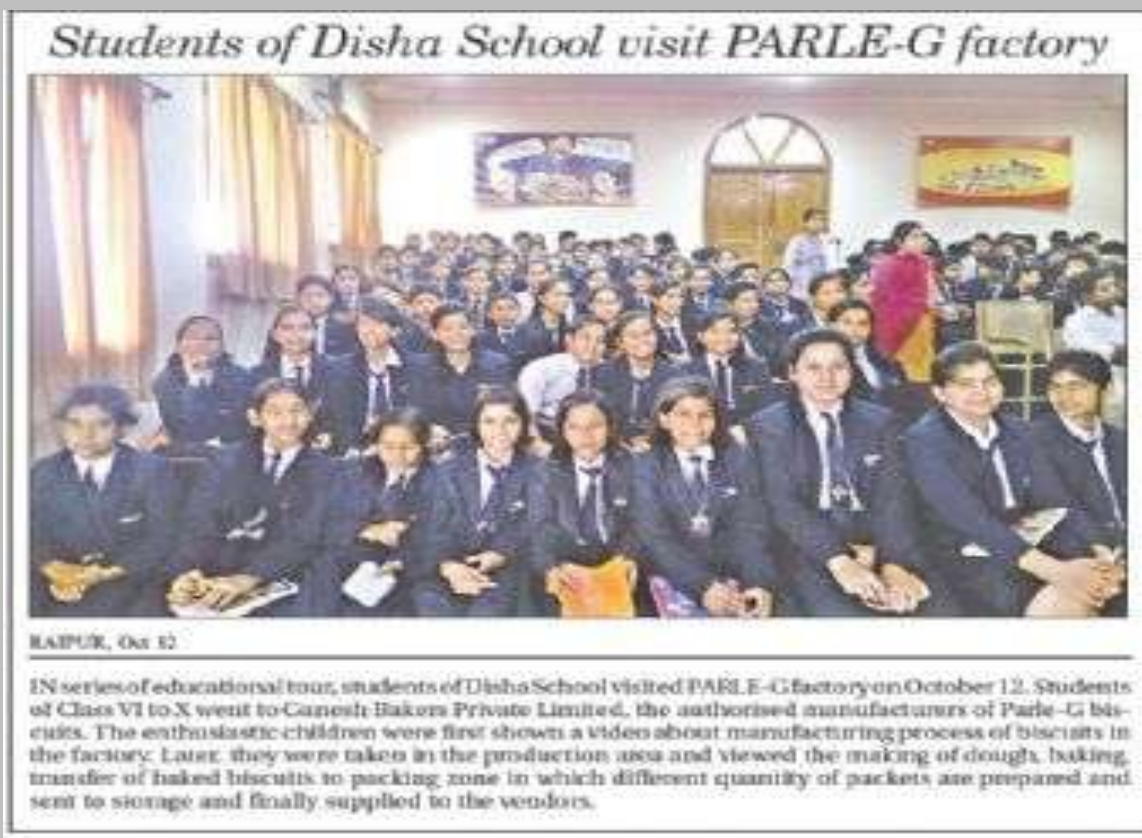 Students of Disha School visit PARLE-G factory
RAIPUR, Oct 12
IN series of educational tour, students of Disha School visited PARLE-G factory on October 12. Students
of Class VI to X went to Ganesh Bakers Private Limited, the authorised manufacturers of Parle-G bis-
cuits. The enthusiastic children were first shown a video about manufacturing process of biscuits in
the factory. Later, they were taken in the production area and viewed the making of dough, baking,
transfer of baked biscuits to packing zone in which different quantity of packets are prepared and
sent to storage and finally supplied to the vendors.